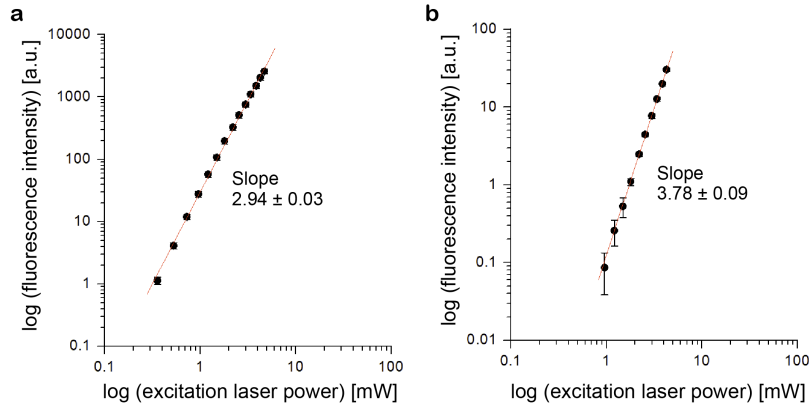 a
10000
1000
100
10
1
0.1
log (fluorescence intensity) [a.u.]
Slope
2.94 ± 0.03
0.1
1
10
100
log (excitation laser power) [mW]
b
100
10
1
0.1
0.01
log (fluorescence intensity) [a.u.]
Slope
3.78 ± 0.09
0.1
1
10
100
log (excitation laser power) [mW]